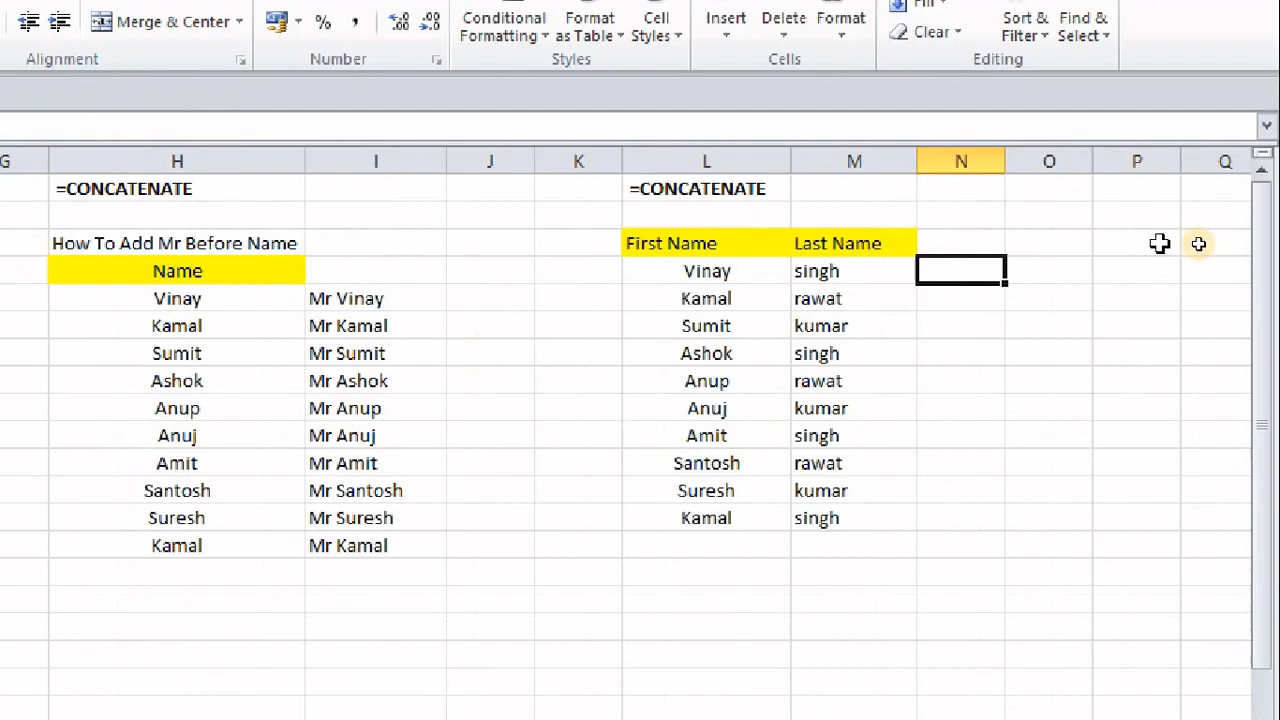 Merge & Center
%
,
Conditional Formatting
Format as Table
Cell Styles
Insert
Delete
Format
Clear
Sort & Filter
Find & Select
Alignment
Number
Styles
Cells
Editing
G H I J K L M N O P Q
=CONCATENATE =CONCATENATE
How To Add Mr Before Name First Name Last Name
Name Vinay singh
Vinay Mr Vinay Kamal rawat
Kamal Mr Kamal Sumit kumar
Sumit Mr Sumit Ashok singh
Ashok Mr Ashok Anup rawat
Anup Mr Anup Anuj kumar
Anuj Mr Anuj Amit singh
Amit Mr Amit Santosh rawat
Santosh Mr Santosh Suresh kumar
Suresh Mr Suresh Kamal singh
Kamal Mr Kamal